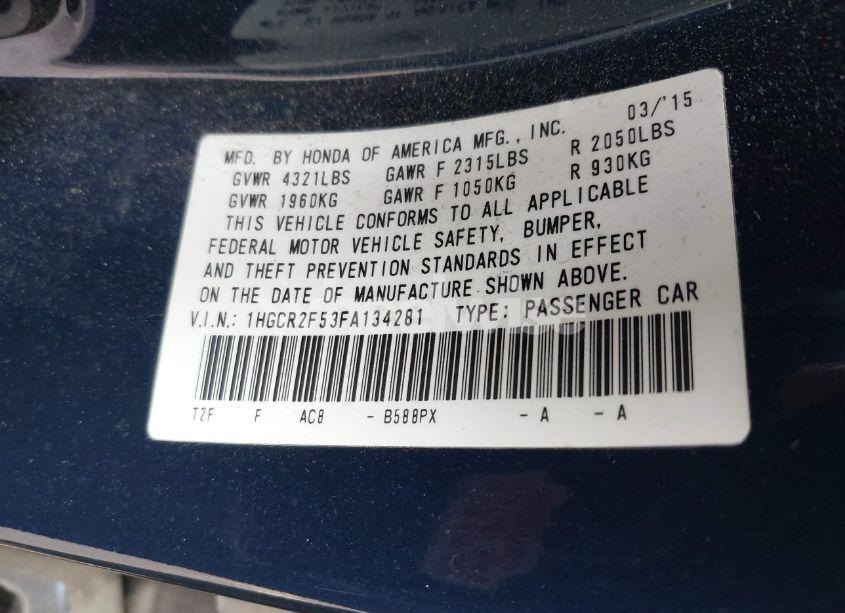 MFD. BY HONDA OF AMERICA MFG., INC. 03/'15
GVWR 4321LBS GAWR F 2315LBS R 2050LBS
GVWR 1960KG GAWR F 1050KG R 930KG
THIS VEHICLE CONFORMS TO ALL APPLICABLE
FEDERAL MOTOR VEHICLE SAFETY, BUMPER,
AND THEFT PREVENTION STANDARDS IN EFFECT
ON THE DATE OF MANUFACTURE SHOWN ABOVE.
V.I.N.: 1HGCR2F53FA134281 TYPE: PASSENGER CAR
T2F F AC8 - B588PX - A - A